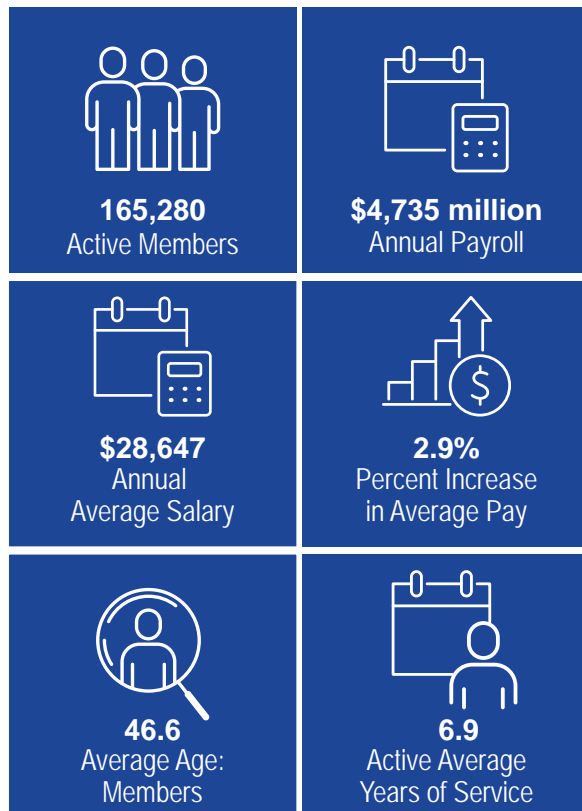 165,280
Active Members
$4,735 million
Annual Payroll
$28,647
Annual
Average Salary
$
2.9%
Percent Increase
in Average Pay
46.6
Average Age:
Members
6.9
Active Average
Years of Service